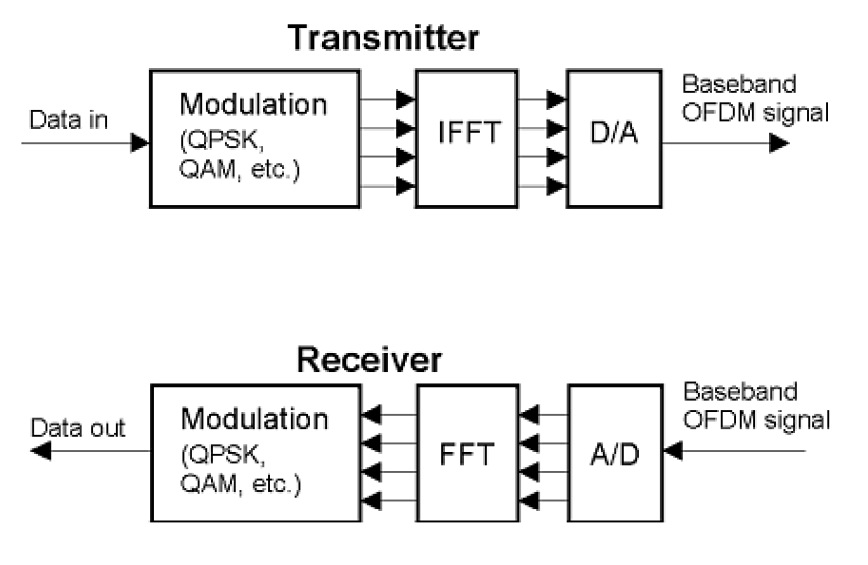 Transmitter
Data in
Modulation
(QPSK,
QAM, etc.)
IFFT
D/A
Baseband
OFDM signal
Receiver
Data out
Modulation
(QPSK,
QAM, etc.)
FFT
A/D
Baseband
OFDM signal